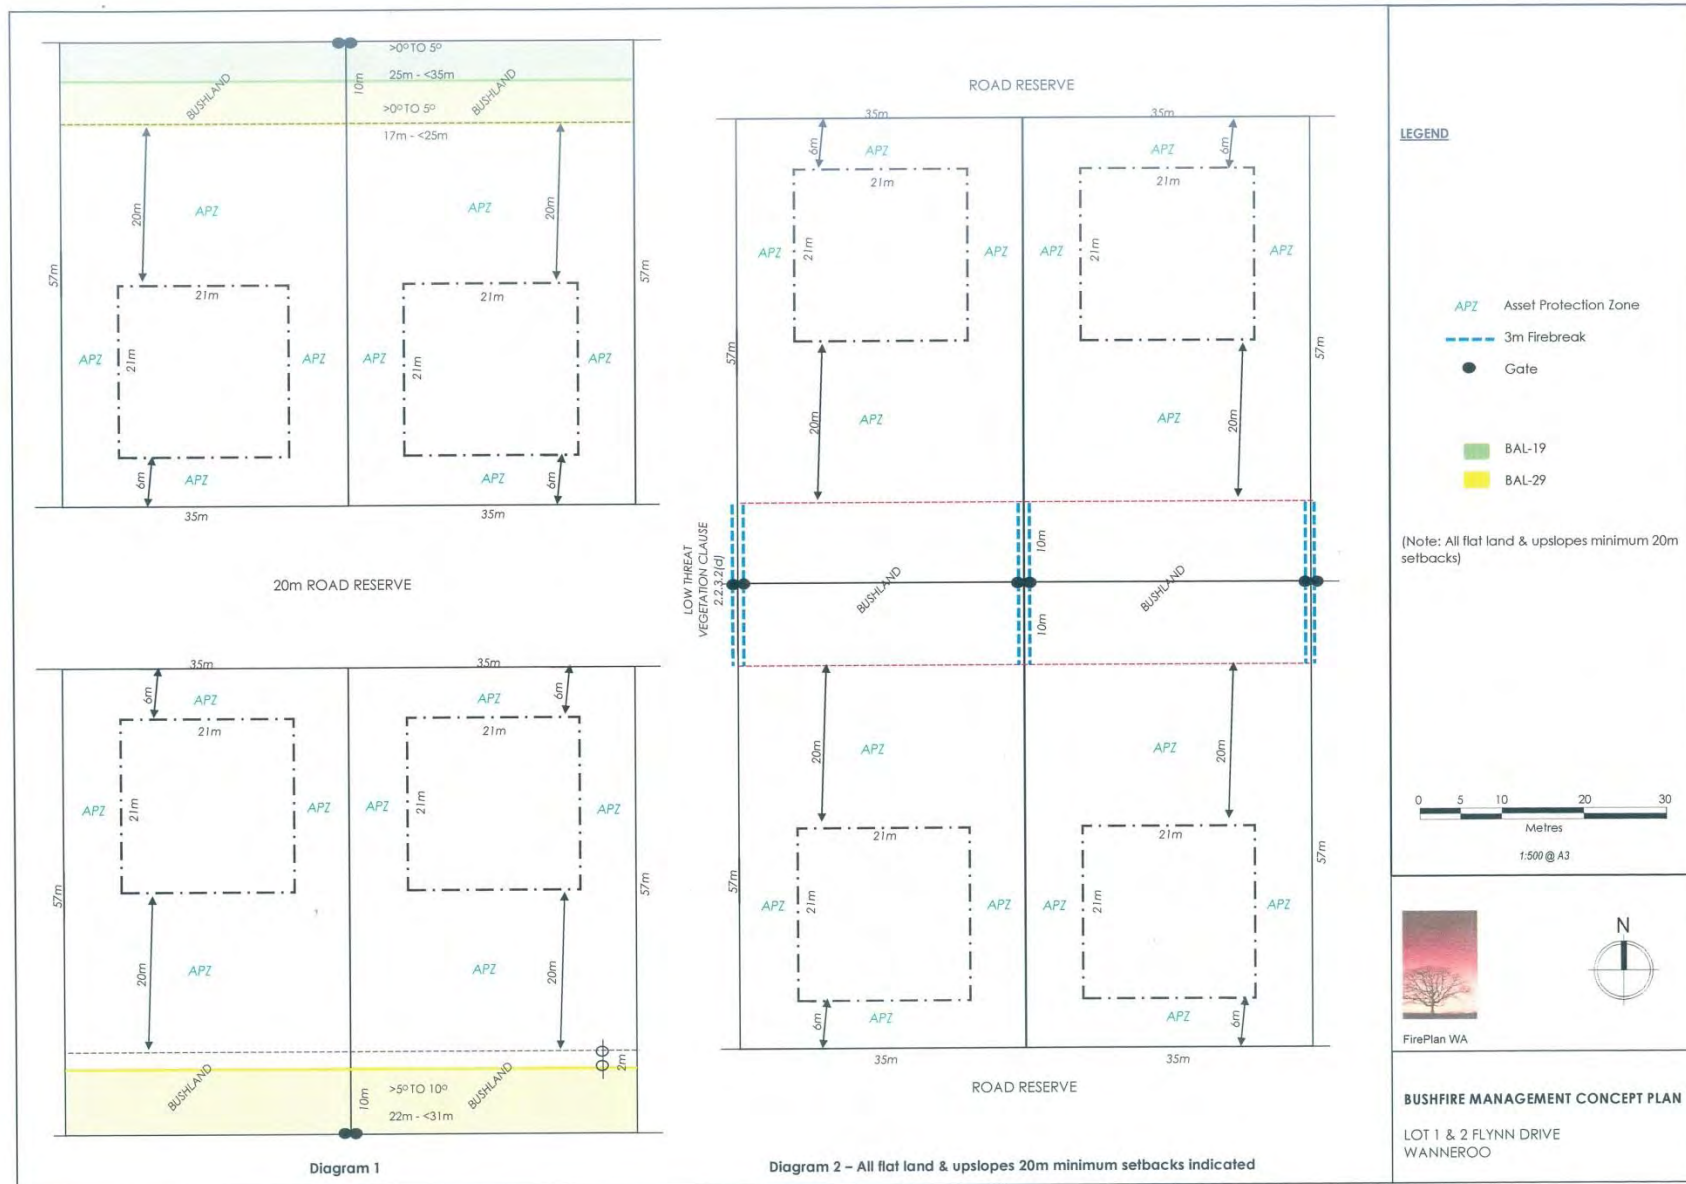 >0° TO 5°
25m - <35m
10m
BUSHLAND
BUSHLAND
>0° TO 5°
17m - <25m
20m
APZ
APZ
20m
57m
57m
21m
21m
APZ
21m
APZ
APZ
21m
APZ
6m
APZ
APZ
6m
35m
35m
20m ROAD RESERVE
35m
35m
6m
APZ
APZ
6m
21m
21m
APZ
21m
APZ
APZ
21m
APZ
57m
57m
20m
APZ
APZ
20m
2m
BUSHLAND
>5° TO 10°
BUSHLAND
10m
22m - <31m
Diagram 1
ROAD RESERVE
35m
35m
6m
APZ
APZ
6m
21m
21m
APZ
21m
APZ
APZ
21m
APZ
57m
57m
20m
APZ
APZ
20m
LOW THREAT
VEGETATION CLAUSE
2.2.3.2(d)
10m
BUSHLAND
BUSHLAND
10m
20m
APZ
APZ
20m
57m
57m
21m
21m
APZ
21m
APZ
APZ
21m
APZ
6m
APZ
APZ
6m
35m
35m
ROAD RESERVE
Diagram 2 – All flat land & upslopes 20m minimum setbacks indicated
LEGEND
APZ Asset Protection Zone
3m Firebreak
Gate
BAL-19
BAL-29
(Note: All flat land & upslopes minimum 20m
setbacks)
0 5 10 20 30
Metres
1:500 @ A3
N
FirePlan WA
BUSHFIRE MANAGEMENT CONCEPT PLAN
LOT 1 & 2 FLYNN DRIVE
WANNEROO